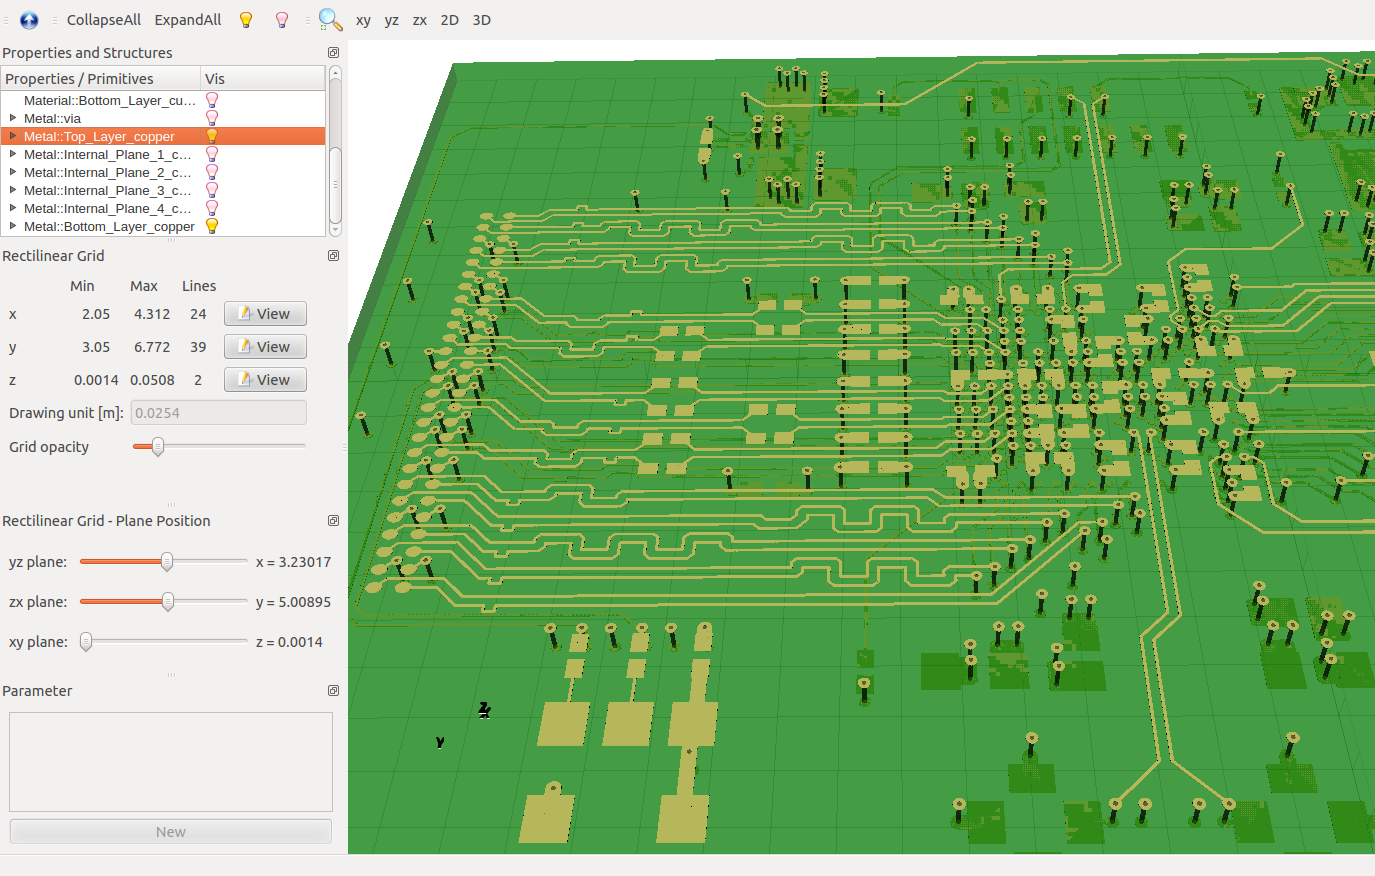 CollapseAll ExpandAll xy yz zx 2D 3D
Properties and Structures
Properties / Primitives Vis
Material::Bottom_Layer_cu...
Metal::via
Metal::Top_Layer_copper
Metal::Internal_Plane_1_c...
Metal::Internal_Plane_2_c...
Metal::Internal_Plane_3_c...
Metal::Internal_Plane_4_c...
Metal::Bottom_Layer_copper
Rectilinear Grid
Min Max Lines
x 2.05 4.312 24 View
y 3.05 6.772 39 View
z 0.0014 0.0508 2 View
Drawing unit [m]: 0.0254
Grid opacity
Rectilinear Grid - Plane Position
yz plane: x = 3.23017
zx plane: y = 5.00895
xy plane: z = 0.0014
Parameter
New
Z
Y